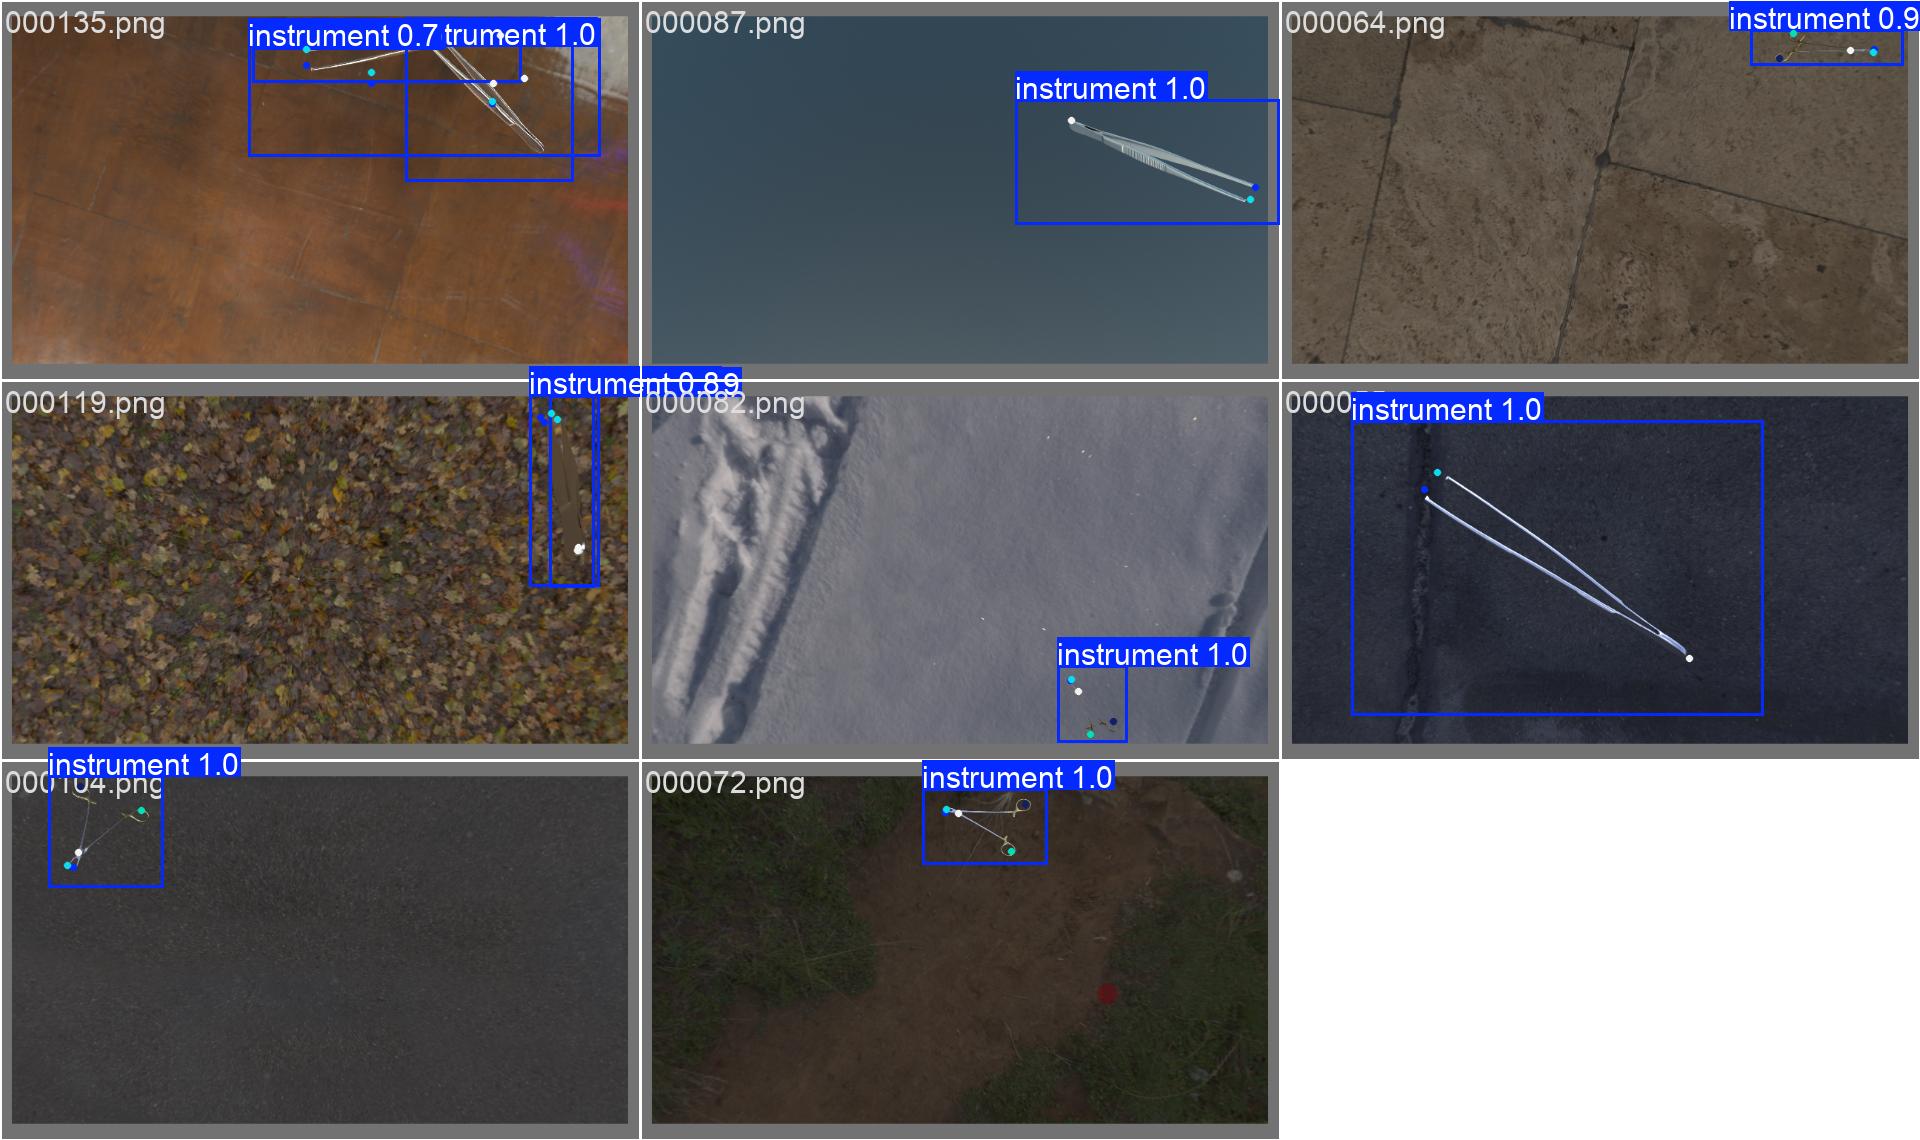 000135.png
instrument 0.7
trument 1.0
000087.png
instrument 1.0
000064.png
instrument 0.9
000119.png
instrument 0.89
000082.png
instrument 1.0
0000
instrument 1.0
000104.png
instrument 1.0
000072.png
instrument 1.0